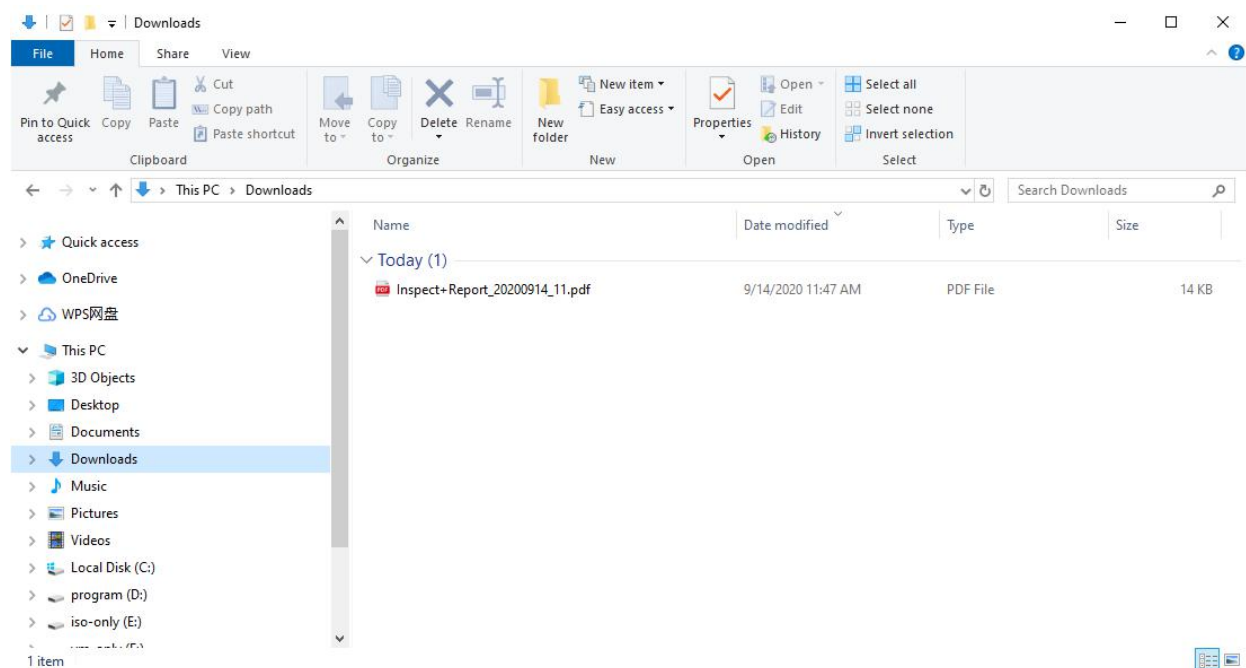 Downloads
File Home Share View
Pin to Quick access
Copy
Paste
Cut
Copy path
Paste shortcut
Clipboard
Move to
Copy to
Delete
Rename
Organize
New folder
New item
Easy access
New
Properties
Open
Edit
History
Open
Select all
Select none
Invert selection
Select
This PC > Downloads
Search Downloads
Quick access
OneDrive
WPS网盘
This PC
3D Objects
Desktop
Documents
Downloads
Music
Pictures
Videos
Local Disk (C:)
program (D:)
iso-only (E:)
Name Date modified Type Size
Today (1)
PDF Inspect+Report_20200914_11.pdf 9/14/2020 11:47 AM PDF File 14 KB
1 item